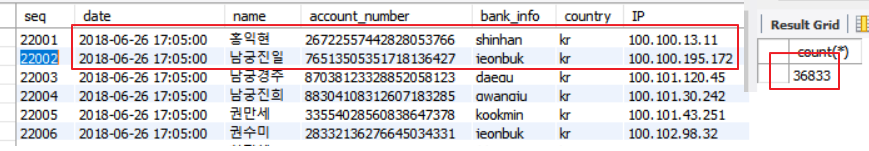 seq date name account_number bank_info country IP
22001 2018-06-26 17:05:00 홍익현 26722557442828053766 shinhan kr 100.100.13.11
22002 2018-06-26 17:05:00 남궁진일 76513505351718136427 jeonbuk kr 100.100.195.172
22003 2018-06-26 17:05:00 남궁경주 87038123328852058123 daegu kr 100.101.120.45
22004 2018-06-26 17:05:00 남궁진희 88304108312607183285 gwangju kr 100.101.30.242
22005 2018-06-26 17:05:00 권만세 33554028560838647378 kookmin kr 100.101.43.251
22006 2018-06-26 17:05:00 권수미 28332136276645034331 jeonbuk kr 100.102.98.32
Result Grid
count(*)
36833